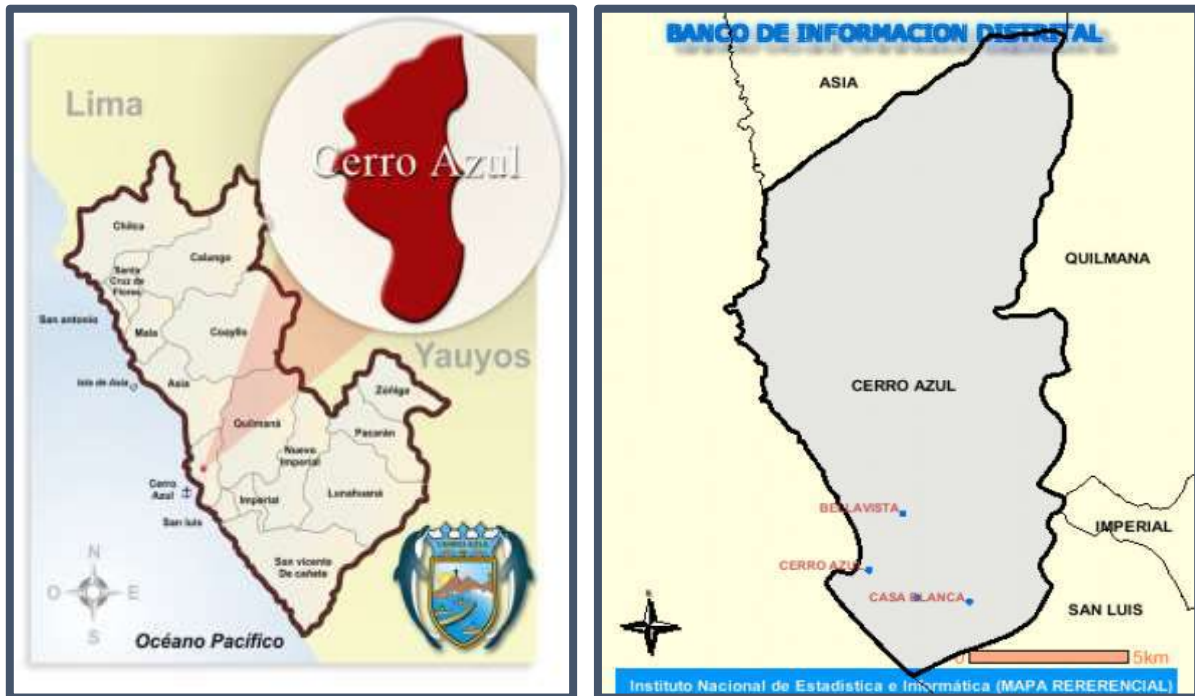 Lima
Cerro Azul
Chilca
Calango
Santa
Cruz de
Flores
San antonio
Mala
Coayllo
Yauyos
Isla de Asia
Asia
Zúñiga
Quilmaná
Pacarán
Nuevo
Imperial
Cerro
Azul
Imperial
Lunahuaná
San luis
CERRO AZUL
San vicente
De cañete
N
O
E
S
Océano Pacífico
BANCO DE INFORMACION DISTRITAL
ASIA
QUILMANA
CERRO AZUL
BELLAVISTA
IMPERIAL
CERRO AZUL
CASA BLANCA
SAN LUIS
0
5km
Instituto Nacional de Estadistica e Informática (MAPA RERERENCIAL)